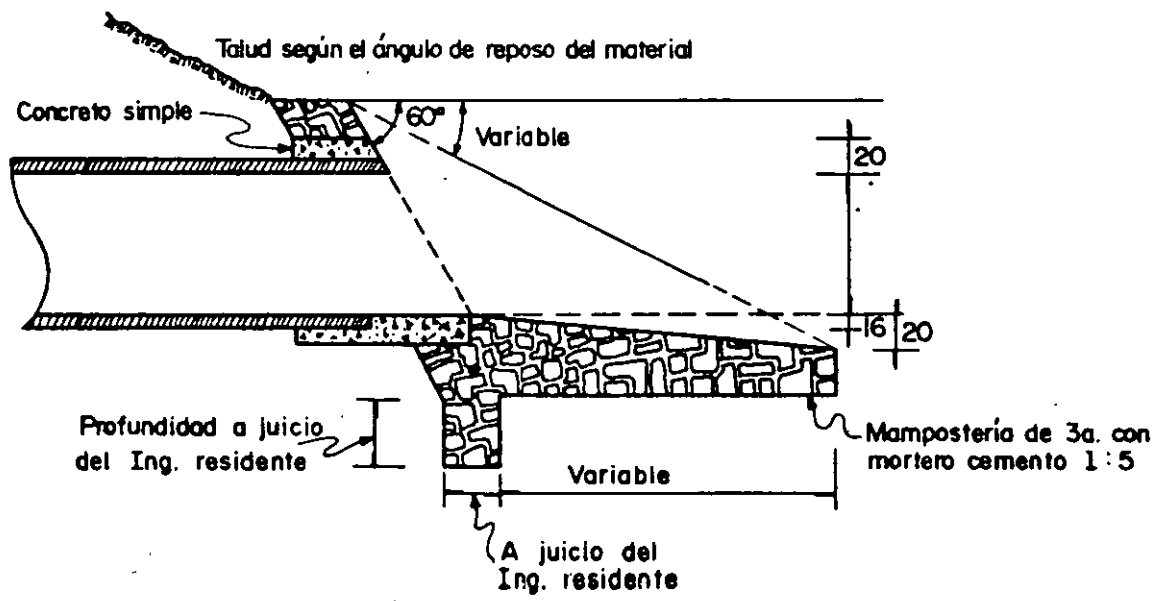 Talud según el ángulo de reposo del material
Concreto simple
60°
Variable
20
16
20
Profundidad a juicio
del Ing. residente
Mampostería de 3a. con
mortero cemento 1:5
Variable
A juicio del
Ing. residente